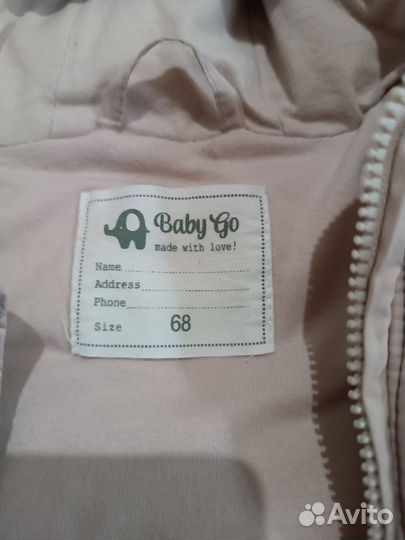 Baby Go
made with love!
Name
Address
Phone
Size 68
Avito